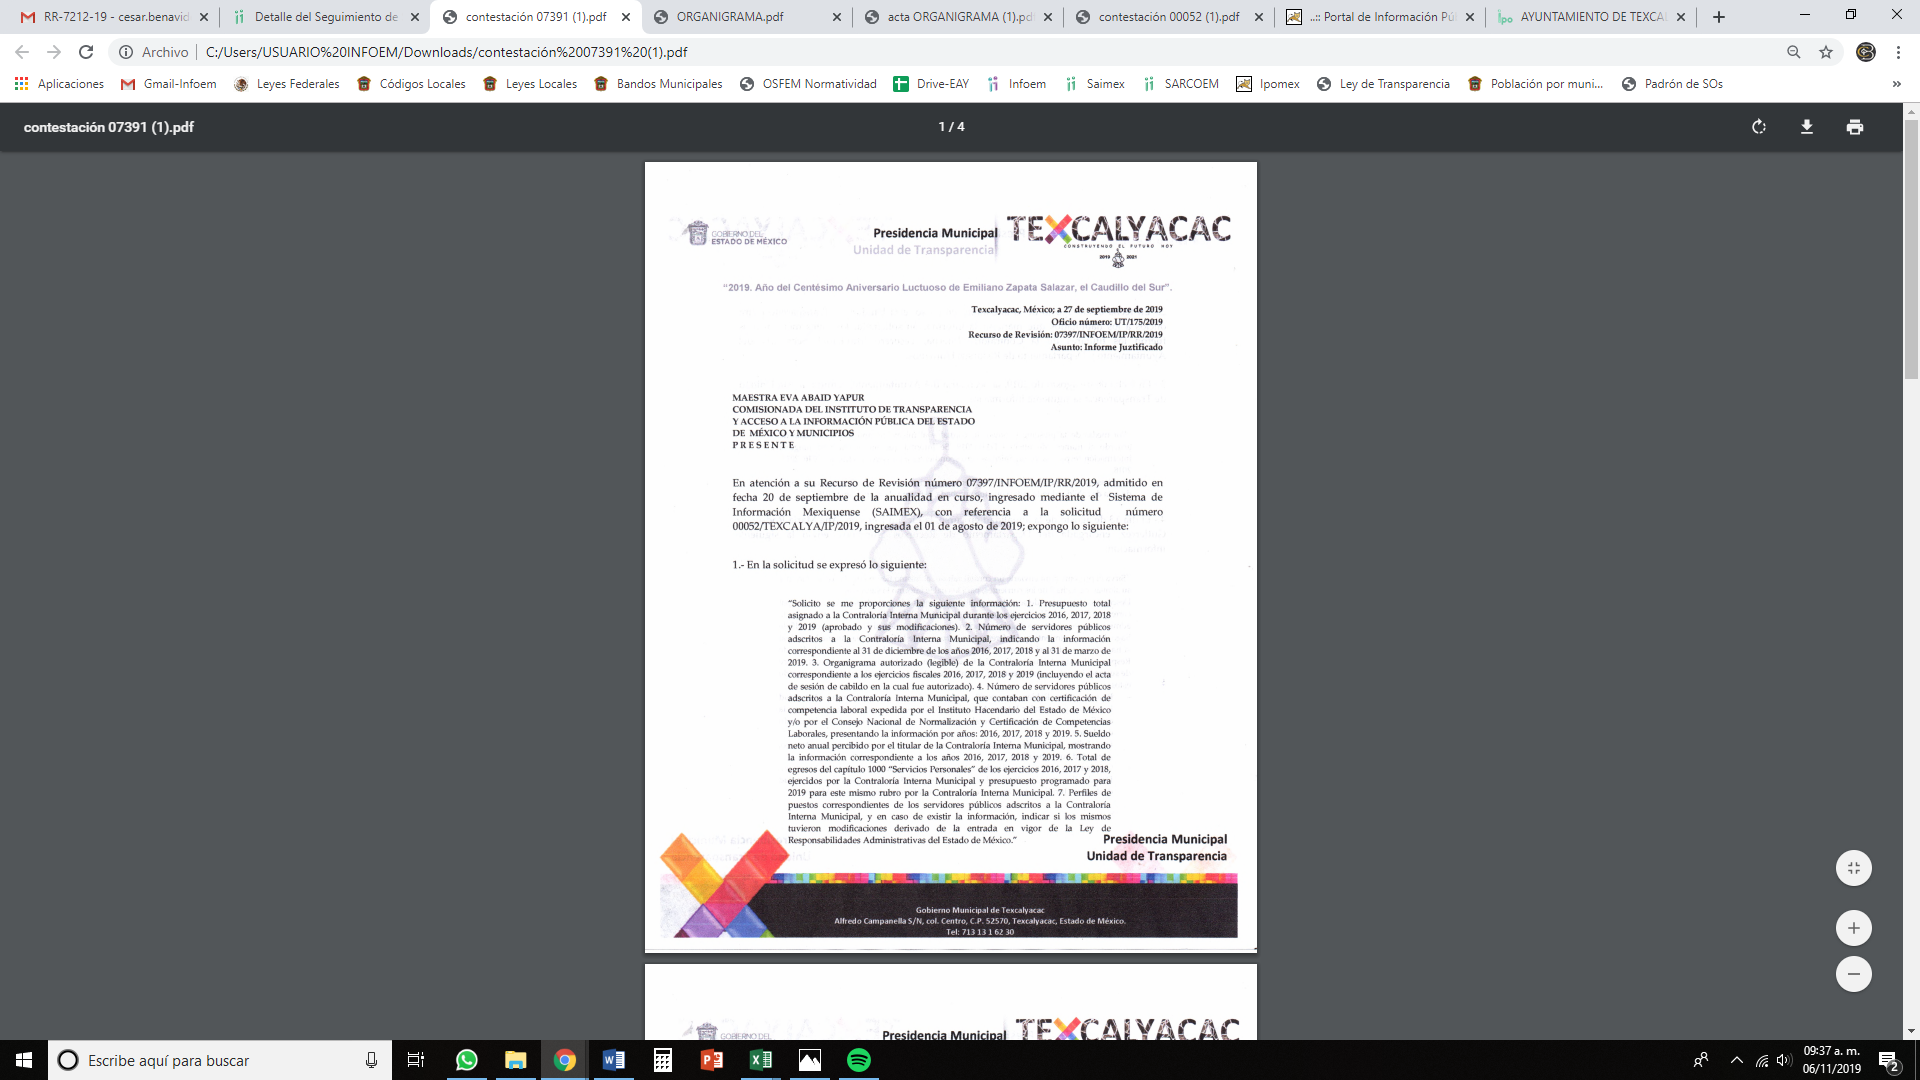 RR-7212-19 - cesar.benavid
Detalle del Seguimiento de
contestación 07391 (1).pdf
ORGANIGRAMA.pdf
acta ORGANIGRAMA (1).pd
contestación 00052 (1).pdf
..:: Portal de Información Pú
AYUNTAMIENTO DE TEXCAL
Archivo
C:/Users/USUARIO%20INFOEM/Downloads/contestación%2007391%20(1).pdf
Aplicaciones
Gmail-Infoem
Leyes Federales
Códigos Locales
Leyes Locales
Bandos Municipales
OSFEM Normatividad
Drive-EAY
Infoem
Saimex
SARCOEM
Ipomex
Ley de Transparencia
Población por muni...
Padrón de SOs
»
contestación 07391 (1).pdf
1 / 4
GOBIERNO DEL
ESTADO DE MÉXICO
Presidencia Municipal
Unidad de Transparencia
TEXCALYACAC
CONSTRUYENDO EL FUTURO HOY
2019 2021
"2019. Año del Centésimo Aniversario Luctuoso de Emiliano Zapata Salazar, el Caudillo del Sur".
Texcalyacac, México; a 27 de septiembre de 2019
Oficio número: UT/175/2019
Recurso de Revisión: 07397/INFOEM/IP/RR/2019
Asunto: Informe Juztificado
MAESTRA EVA ABAID YAPUR
COMISIONADA DEL INSTITUTO DE TRANSPARENCIA
Y ACCESO A LA INFORMACIÓN PÚBLICA DEL ESTADO
DE MÉXICO Y MUNICIPIOS
P R E S E N T E
En atención a su Recurso de Revisión número 07397/INFOEM/IP/RR/2019, admitido en
fecha 20 de septiembre de la anualidad en curso, ingresado mediante el Sistema de
Información Mexiquense (SAIMEX), con referencia a la solicitud número
00052/TEXCALYA/IP/2019, ingresada el 01 de agosto de 2019; expongo lo siguiente:
1.- En la solicitud se expresó lo siguiente:
"Solicito se me proporciones la siguiente información: 1. Presupuesto total
asignado a la Contraloría Interna Municipal durante los ejercicios 2016, 2017, 2018
y 2019 (aprobado y sus modificaciones). 2. Número de servidores públicos
adscritos a la Contraloría Interna Municipal, indicando la información
correspondiente al 31 de diciembre de los años 2016, 2017, 2018 y al 31 de marzo de
2019. 3. Organigrama autorizado (legible) de la Contraloría Interna Municipal
correspondiente a los ejercicios fiscales 2016, 2017, 2018 y 2019 (incluyendo el acta
de sesión de cabildo en la cual fue autorizado). 4. Número de servidores públicos
adscritos a la Contraloría Interna Municipal, que contaban con certificación de
competencia laboral expedida por el Instituto Hacendario del Estado de México
y/o por el Consejo Nacional de Normalización y Certificación de Competencias
Laborales, presentando la información por años: 2016, 2017, 2018 y 2019. 5. Sueldo
neto anual percibido por el titular de la Contraloría Interna Municipal, mostrando
la información correspondiente a los años 2016, 2017, 2018 y 2019. 6. Total de
egresos del capítulo 1000 "Servicios Personales" de los ejercicios 2016, 2017 y 2018,
ejercidos por la Contraloría Interna Municipal y presupuesto programado para
2019 para este mismo rubro por la Contraloría Interna Municipal. 7. Perfiles de
puestos correspondientes de los servidores públicos adscritos a la Contraloría
Interna Municipal, y en caso de existir la información, indicar si los mismos
tuvieron modificaciones derivado de la entrada en vigor de la Ley de
Responsabilidades Administrativas del Estado de México."
Presidencia Municipal
Unidad de Transparencia
Gobierno Municipal de Texcalyacac
Alfredo Campanella S/N, col. Centro, C.P. 52570, Texcalyacac, Estado de México.
Tel: 713 13 1 62 30
GOBIERNO DEL
Presidencia Municipal
TEXCALYACAC
Escribe aquí para buscar
09:37 a. m.
06/11/2019
2